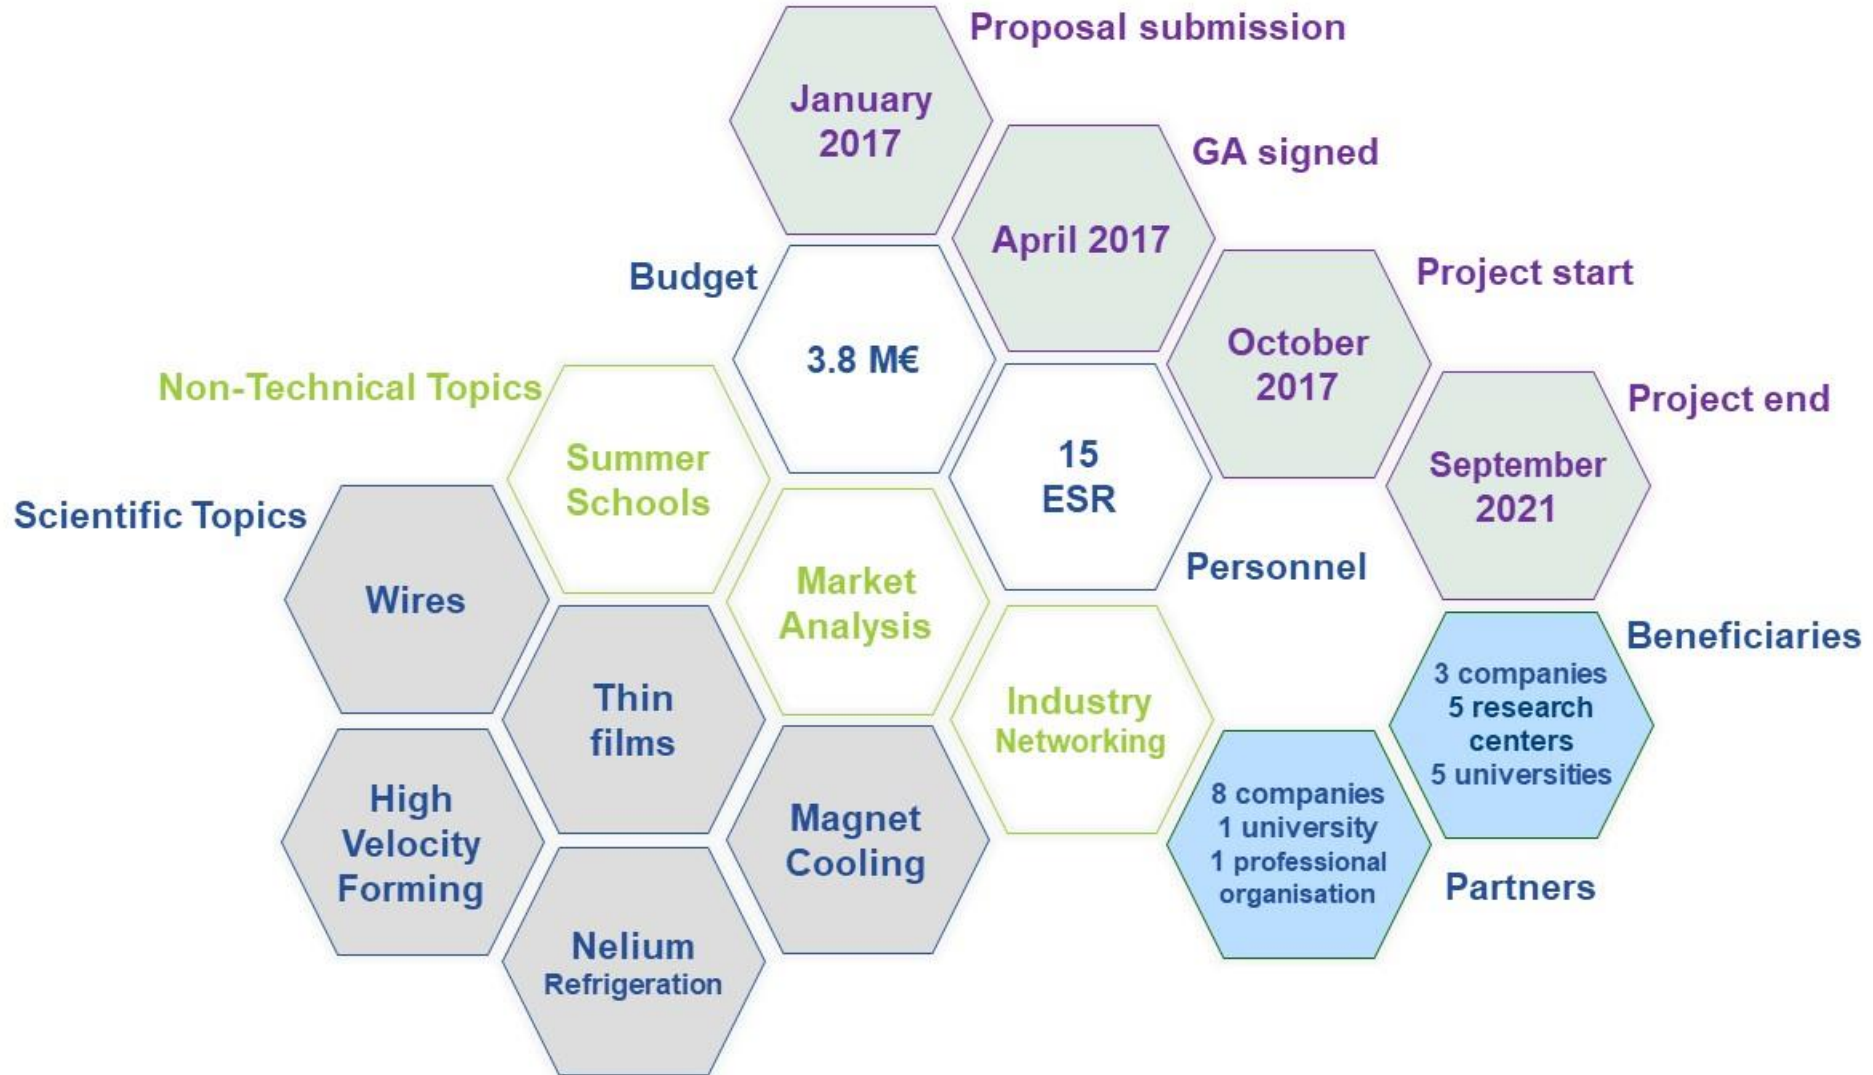 Proposal submission
January
2017
GA signed
April 2017
Budget
3.8 M€
Project start
October
2017
Project end
September
2021
Non-Technical Topics
Summer
Schools
15
ESR
Personnel
Scientific Topics
Wires
Market
Analysis
Industry
Networking
Beneficiaries
3 companies
5 research
centers
5 universities
Thin
films
8 companies
1 university
1 professional
organisation
Partners
High
Velocity
Forming
Magnet
Cooling
Nelium
Refrigeration